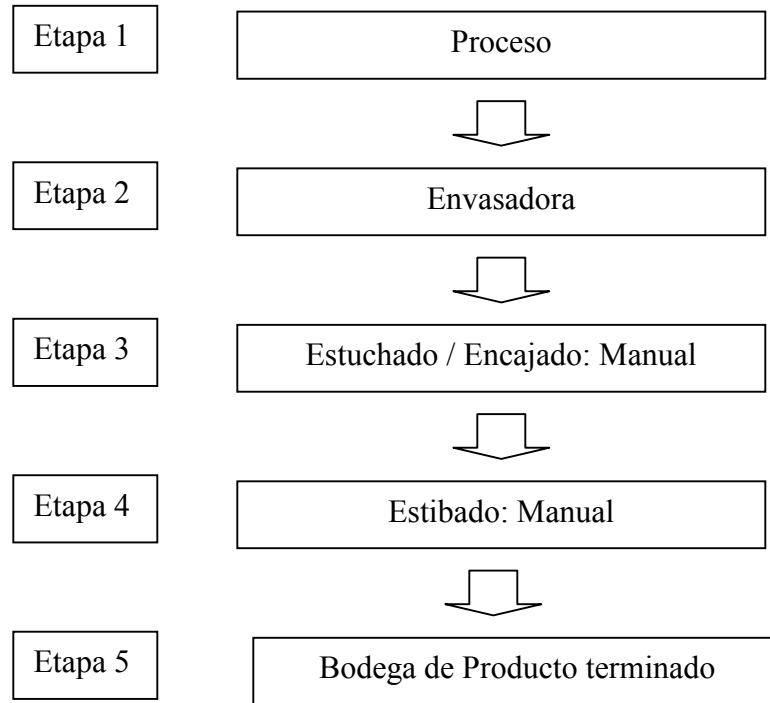 Etapa 1
Proceso
Etapa 2
Envasadora
Etapa 3
Estuchado / Encajado: Manual
Etapa 4
Estibado: Manual
Etapa 5
Bodega de Producto terminado